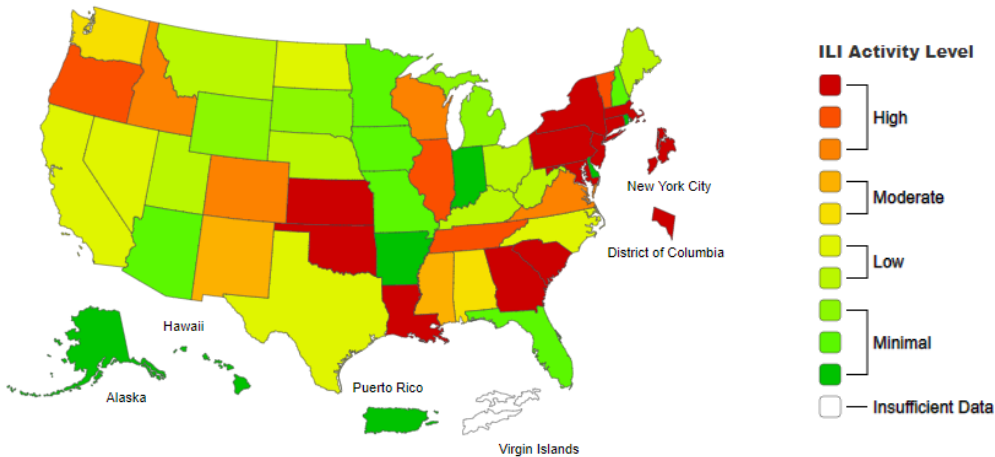 ILI Activity Level
High
Moderate
Low
Minimal
Insufficient Data
New York City
District of Columbia
Hawaii
Alaska
Puerto Rico
Virgin Islands